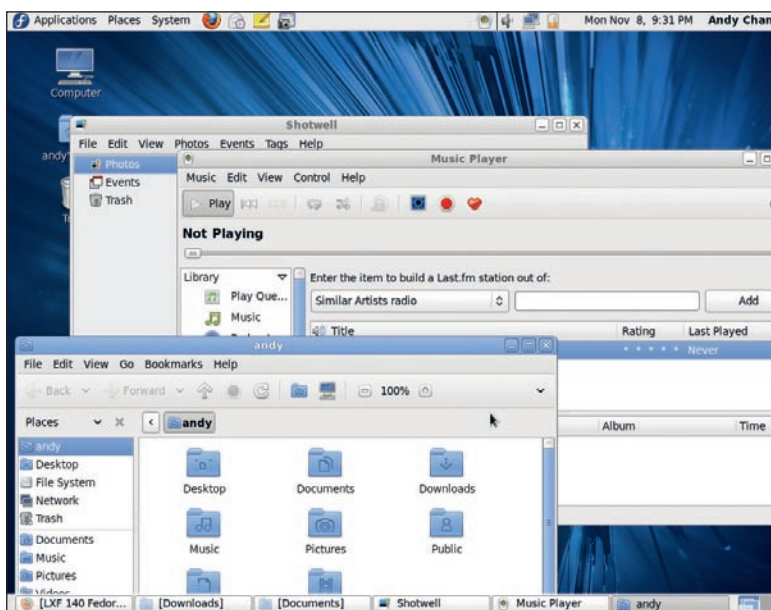 Applications Places System Mon Nov 8, 9:31 PM Andy Chan
Computer
Shotwell
File Edit View Photos Events Tags Help
Photos
Events
Trash
Music Player
Music Edit View Control Help
Play
Not Playing
Library
Play Que...
Music
Enter the item to build a Last.fm station out of:
Similar Artists radio Add
Title Rating Last Played
Never
Album Time
andy
File Edit View Go Bookmarks Help
Back Forward 100%
Places andy
andy
Desktop
File System
Network
Trash
Documents
Music
Pictures
Videos
Desktop Documents Downloads
Music Pictures Public
[LXF 140 Fedor... [Downloads] [Documents] Shotwell Music Player andy